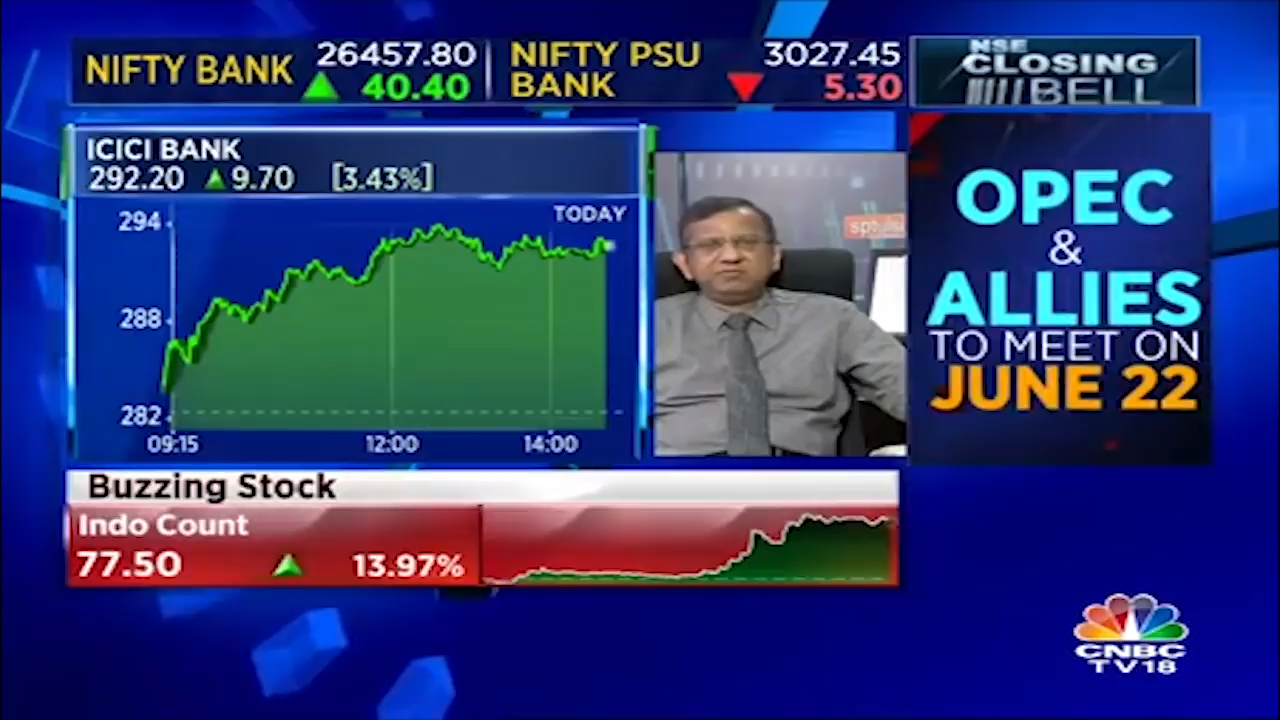 NIFTY BANK 26457.80
40.40
NIFTY PSU BANK 3027.45
5.30
NSE
CLOSING
BELL
ICICI BANK
292.20 9.70 [3.43%]
TODAY
294
288
282
09:15 12:00 14:00
OPEC
&
ALLIES
TO MEET ON
JUNE 22
Buzzing Stock
Indo Count
77.50 13.97%
CNBC
TV18